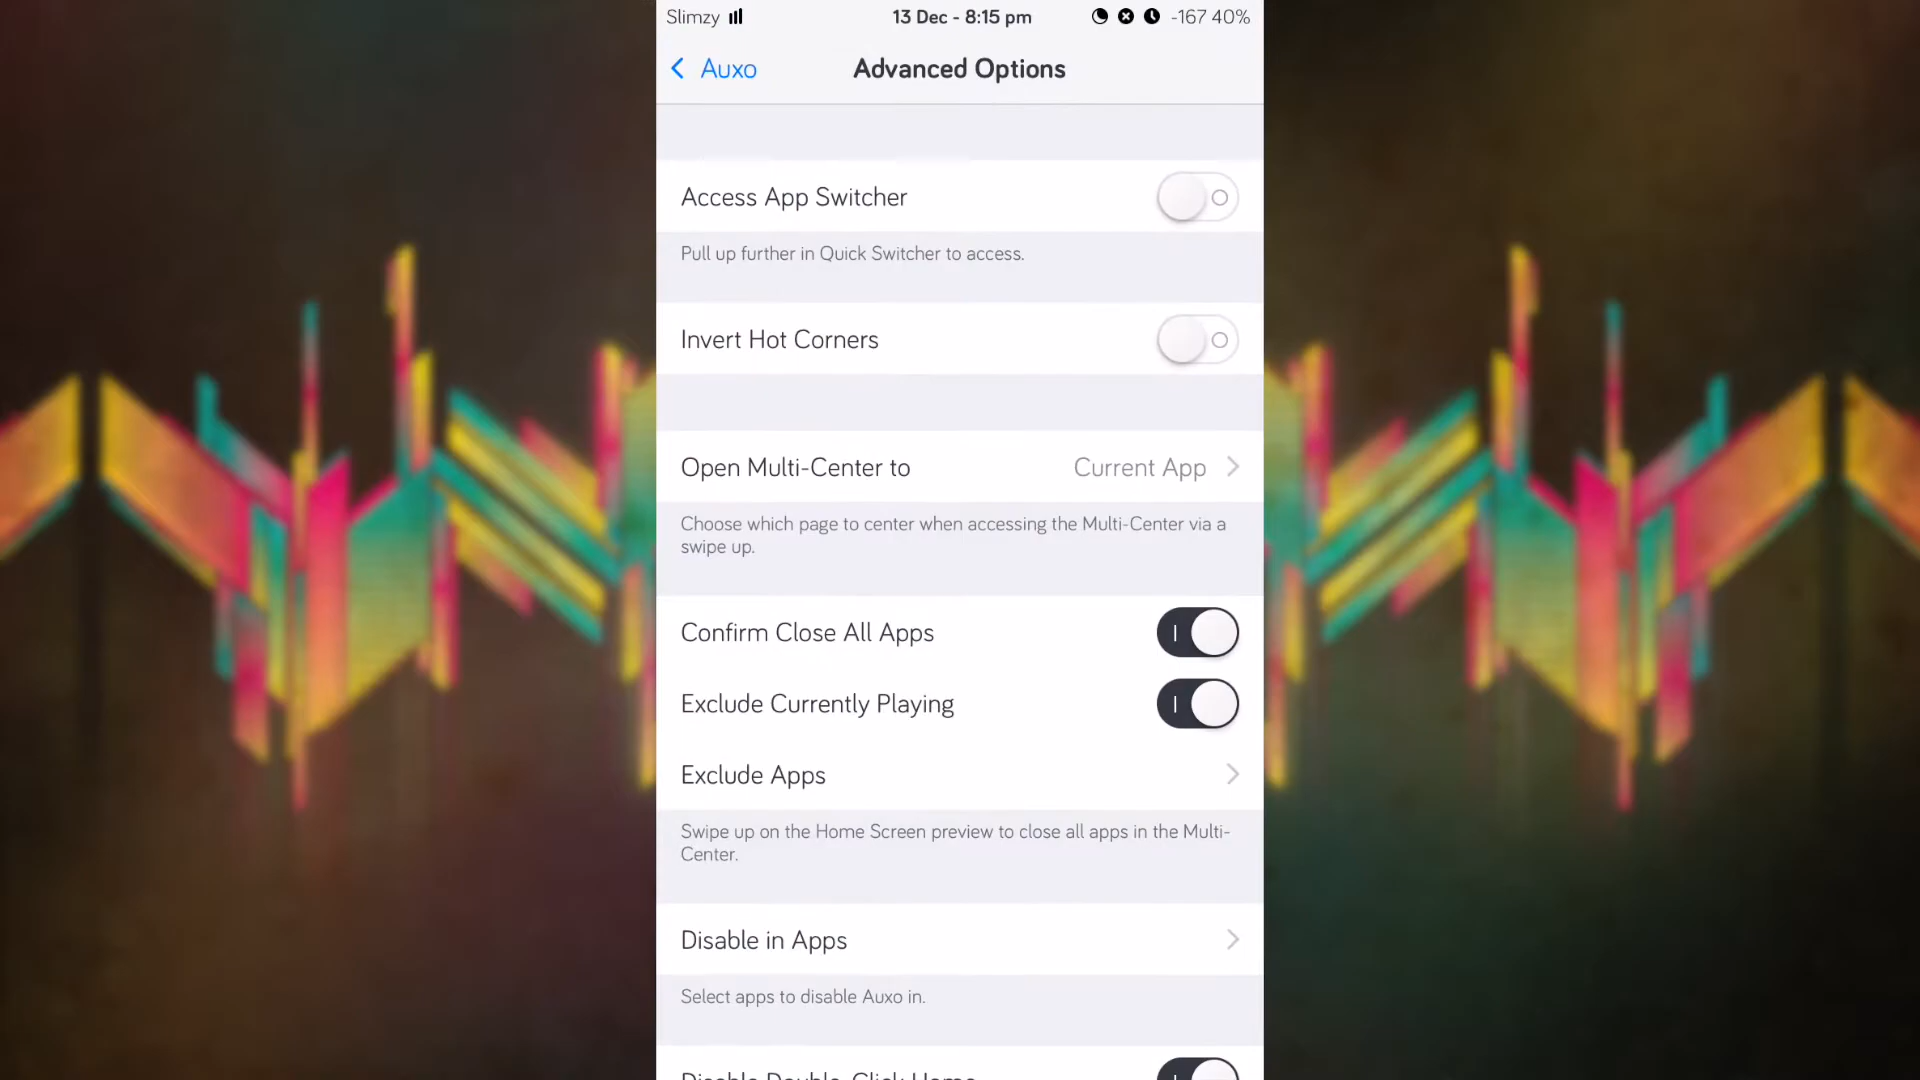 Slimzy 13 Dec - 8:15 pm -167 40%
Auxo Advanced Options
Access App Switcher
Pull up further in Quick Switcher to access.
Invert Hot Corners
Open Multi-Center to Current App
Choose which page to center when accessing the Multi-Center via a
swipe up.
Confirm Close All Apps
Exclude Currently Playing
Exclude Apps
Swipe up on the Home Screen preview to close all apps in the Multi-
Center.
Disable in Apps
Select apps to disable Auxo in.
Disable Double-Click Home